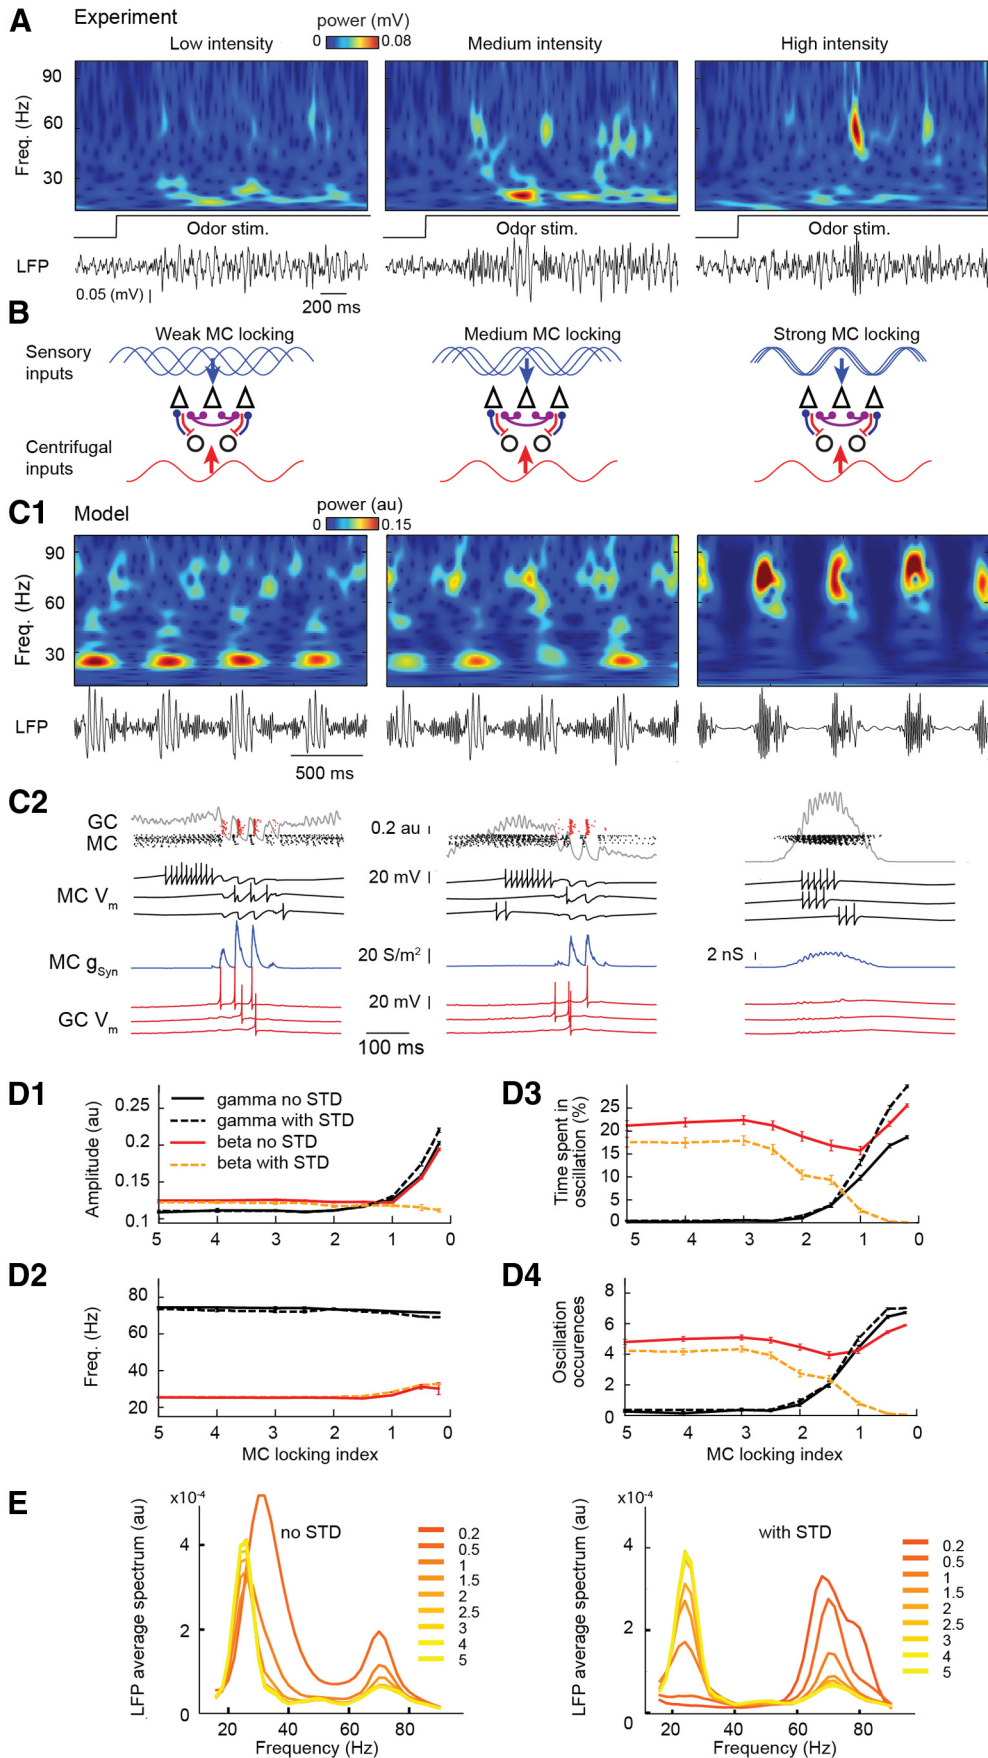 A Experiment
power (mV)
0 0.08
Low intensity Medium intensity High intensity
Freq. (Hz)
90
60
30
Odor stim. Odor stim. Odor stim.
LFP
0.05 (mV)
200 ms
B
Weak MC locking Medium MC locking Strong MC locking
Sensory
inputs
Centrifugal
inputs
C1 Model
power (au)
0 0.15
Freq. (Hz)
90
60
30
LFP
500 ms
C2
GC
MC
0.2 au
20 mV
MC Vm
MC gSyn
20 S/m²
2 nS
20 mV
GC Vm
100 ms
D1
Amplitude (au)
0.25
0.2
0.15
0.1
gamma no STD
gamma with STD
beta no STD
beta with STD
5 4 3 2 1 0
D3
Time spent in
oscillation (%)
25
20
15
10
5
0
5 4 3 2 1 0
D2
Freq. (Hz)
80
60
40
20
5 4 3 2 1 0
MC locking index
D4
Oscillation
occurences
8
6
4
2
0
5 4 3 2 1 0
MC locking index
E
LFP average spectrum (au)
x10⁻⁴
4
2
0
no STD
0.2
0.5
1
1.5
2
2.5
3
4
5
20 40 60 80
Frequency (Hz)
LFP average spectrum (au)
x10⁻⁴
4
2
0
with STD
0.2
0.5
1
1.5
2
2.5
3
4
5
20 40 60 80
Frequency (Hz)